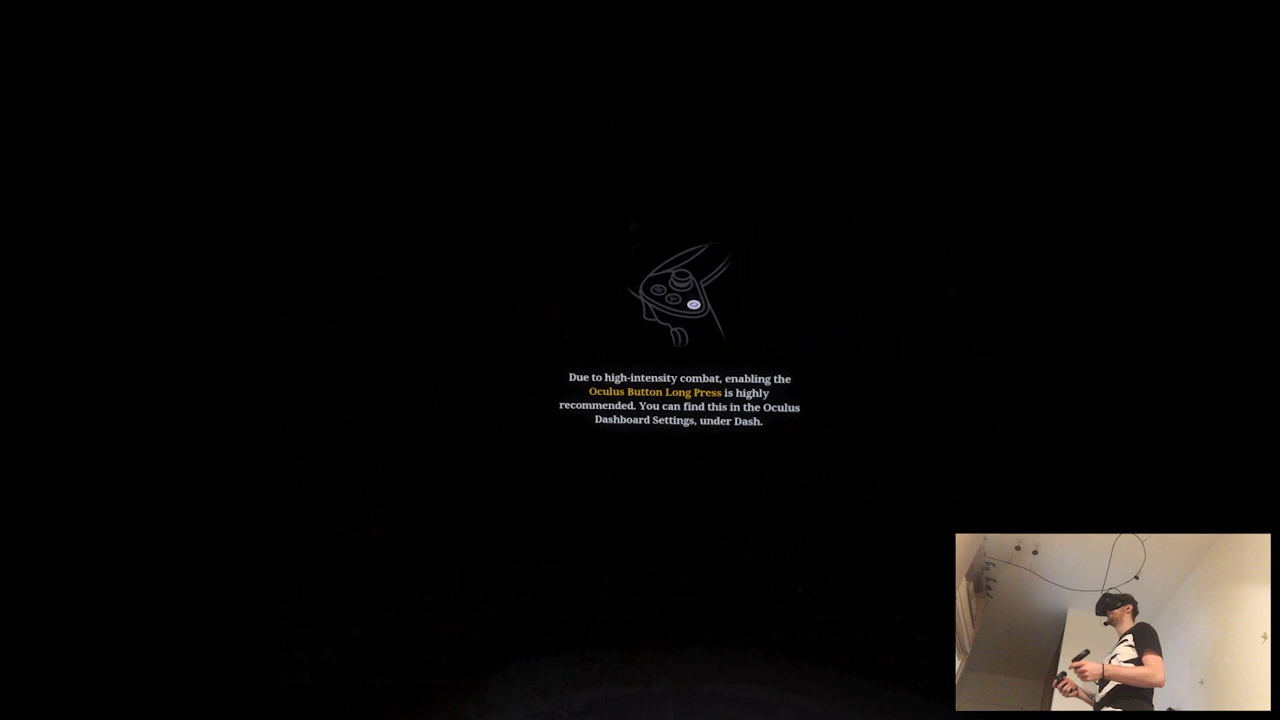 Due to high-intensity combat, enabling the
Oculus Button Long Press is highly
recommended. You can find this in the Oculus
Dashboard Settings, under Dash.